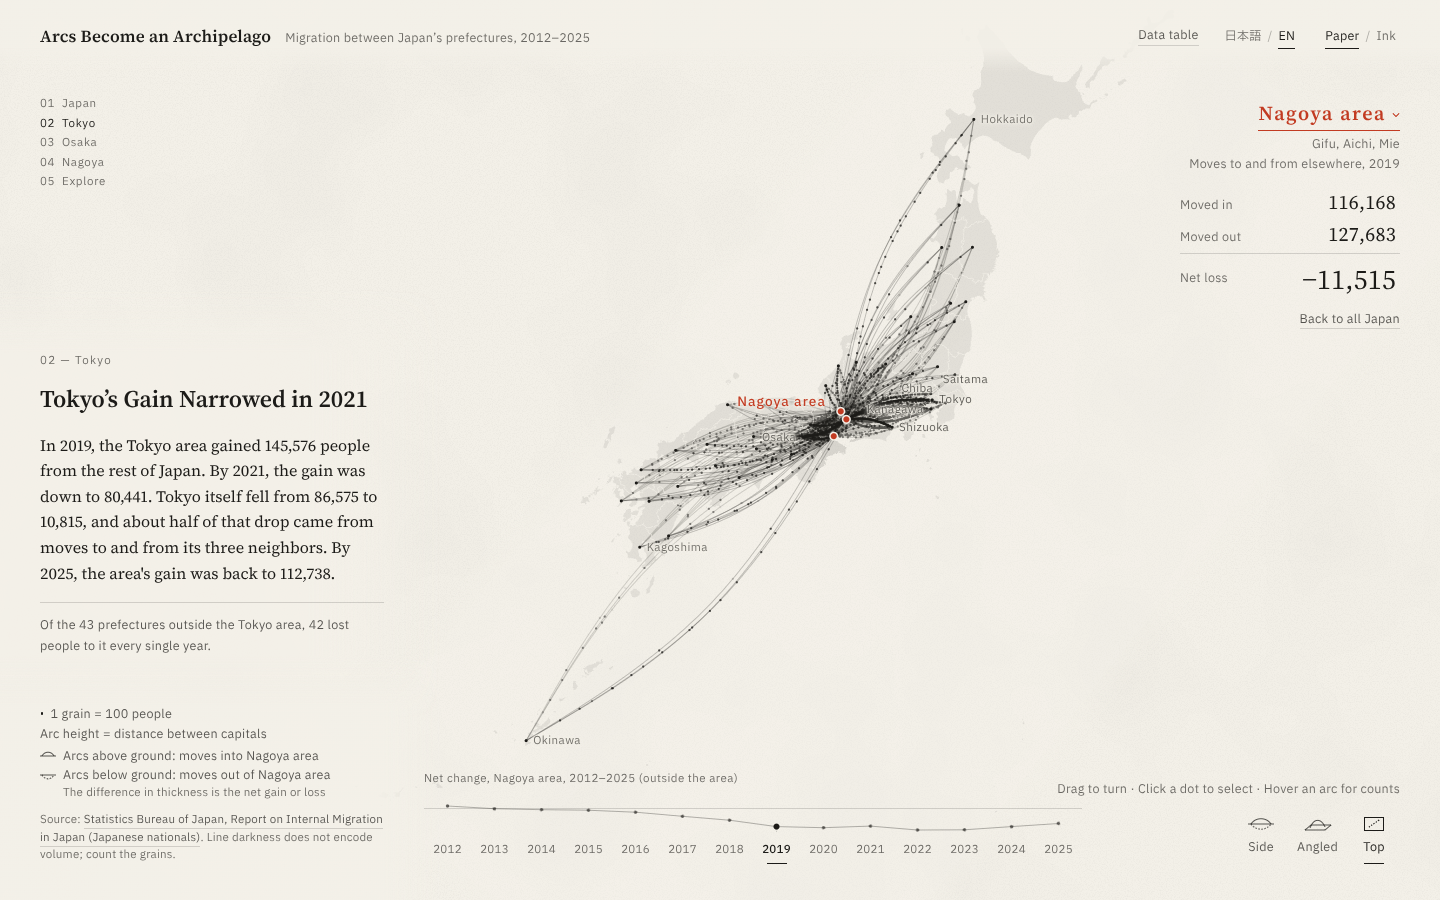 Arcs Become an Archipelago
Migration between Japan’s prefectures, 2012–2025
Data table
日本語 / EN
Paper / Ink
01 Japan
02 Tokyo
03 Osaka
04 Nagoya
05 Explore
Nagoya area
Gifu, Aichi, Mie
Moves to and from elsewhere, 2019
Moved in 116,168
Moved out 127,683
Net loss −11,515
Back to all Japan
Hokkaido
Saitama
Chiba
Tokyo
Kanagawa
Nagoya area
Shizuoka
Osaka
Kagoshima
Okinawa
02 — Tokyo
Tokyo’s Gain Narrowed in 2021
In 2019, the Tokyo area gained 145,576 people
from the rest of Japan. By 2021, the gain was
down to 80,441. Tokyo itself fell from 86,575 to
10,815, and about half of that drop came from
moves to and from its three neighbors. By
2025, the area's gain was back to 112,738.
Of the 43 prefectures outside the Tokyo area, 42 lost
people to it every single year.
1 grain = 100 people
Arc height = distance between capitals
Arcs above ground: moves into Nagoya area
Arcs below ground: moves out of Nagoya area
The difference in thickness is the net gain or loss
Source: Statistics Bureau of Japan, Report on Internal Migration
in Japan (Japanese nationals). Line darkness does not encode
volume; count the grains.
Net change, Nagoya area, 2012–2025 (outside the area)
2012 2013 2014 2015 2016 2017 2018 2019 2020 2021 2022 2023 2024 2025
Drag to turn · Click a dot to select · Hover an arc for counts
Side Angled Top